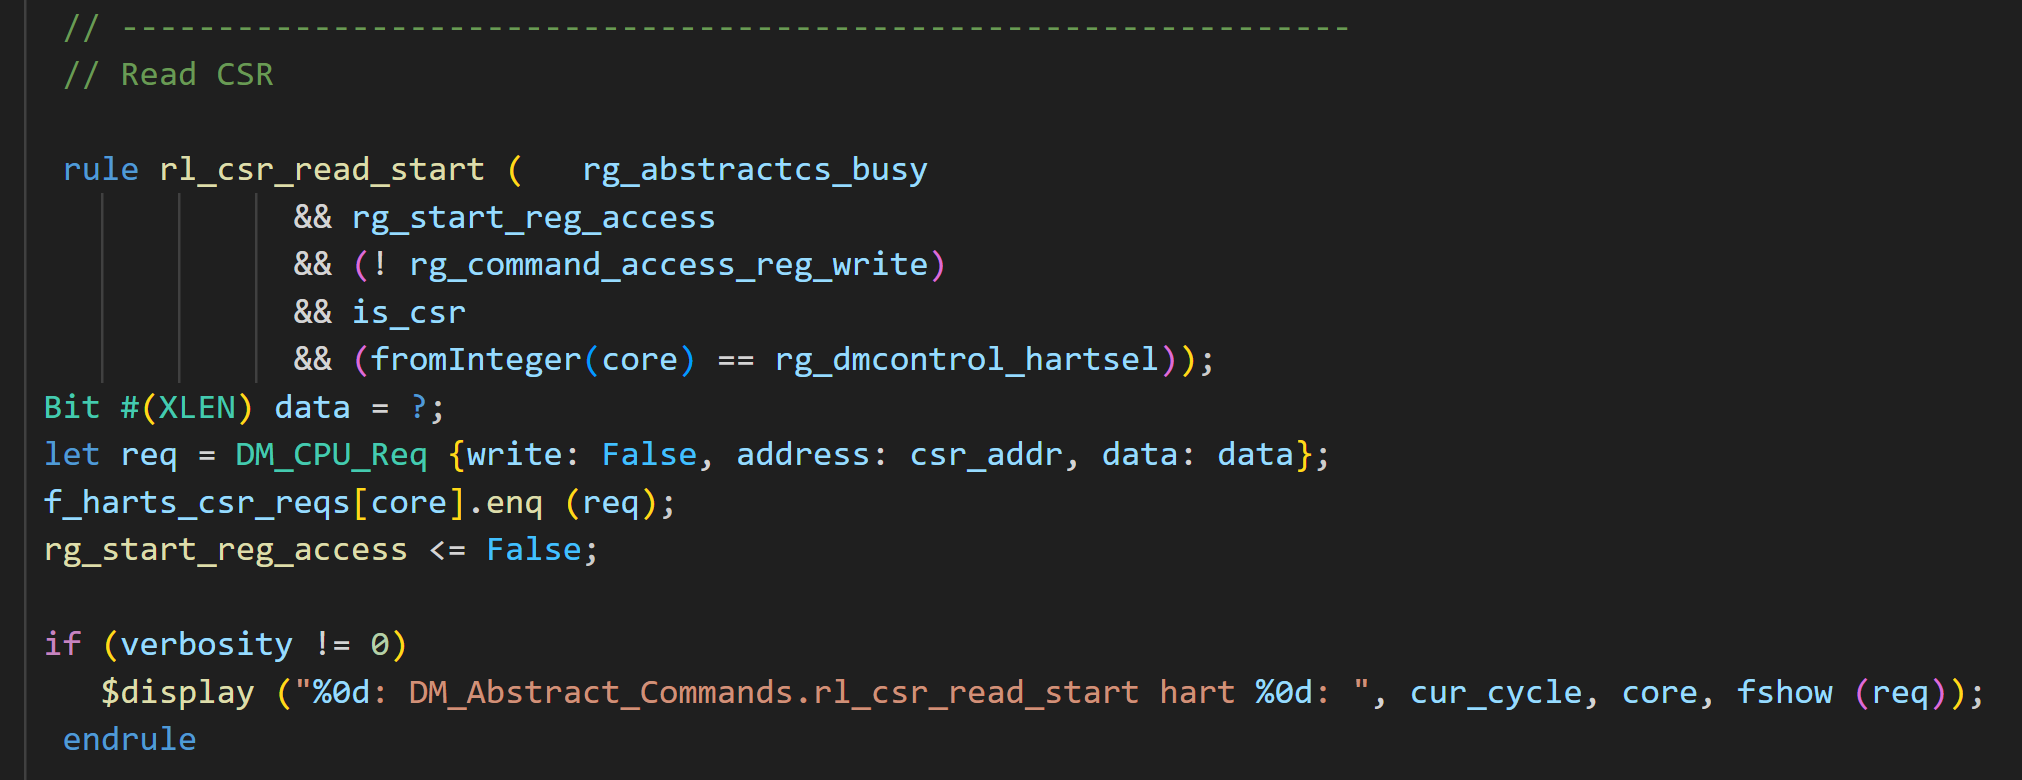 // ----------------------------------------------------------------
// Read CSR
rule rl_csr_read_start (   rg_abstractcs_busy
&& rg_start_reg_access
&& (! rg_command_access_reg_write)
&& is_csr
&& (fromInteger(core) == rg_dmcontrol_hartsel));
Bit #(XLEN) data = ?;
let req = DM_CPU_Req {write: False, address: csr_addr, data: data};
f_harts_csr_reqs[core].enq (req);
rg_start_reg_access <= False;
if (verbosity != 0)
$display ("%0d: DM_Abstract_Commands.rl_csr_read_start hart %0d: ", cur_cycle, core, fshow (req));
endrule